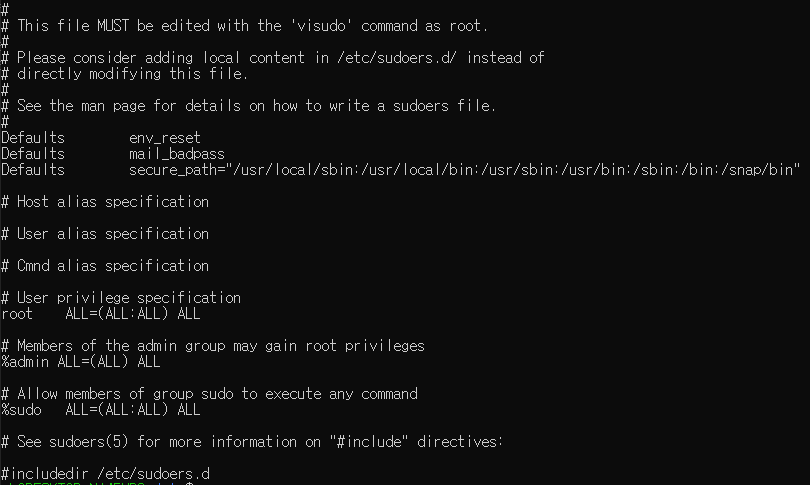 #
# This file MUST be edited with the 'visudo' command as root.
#
# Please consider adding local content in /etc/sudoers.d/ instead of
# directly modifying this file.
#
# See the man page for details on how to write a sudoers file.
#
Defaults        env_reset
Defaults        mail_badpass
Defaults        secure_path="/usr/local/sbin:/usr/local/bin:/usr/sbin:/usr/bin:/sbin:/bin:/snap/bin"

# Host alias specification

# User alias specification

# Cmnd alias specification

# User privilege specification
root    ALL=(ALL:ALL) ALL

# Members of the admin group may gain root privileges
%admin ALL=(ALL) ALL

# Allow members of group sudo to execute any command
%sudo   ALL=(ALL:ALL) ALL

# See sudoers(5) for more information on "#include" directives:

#includedir /etc/sudoers.d